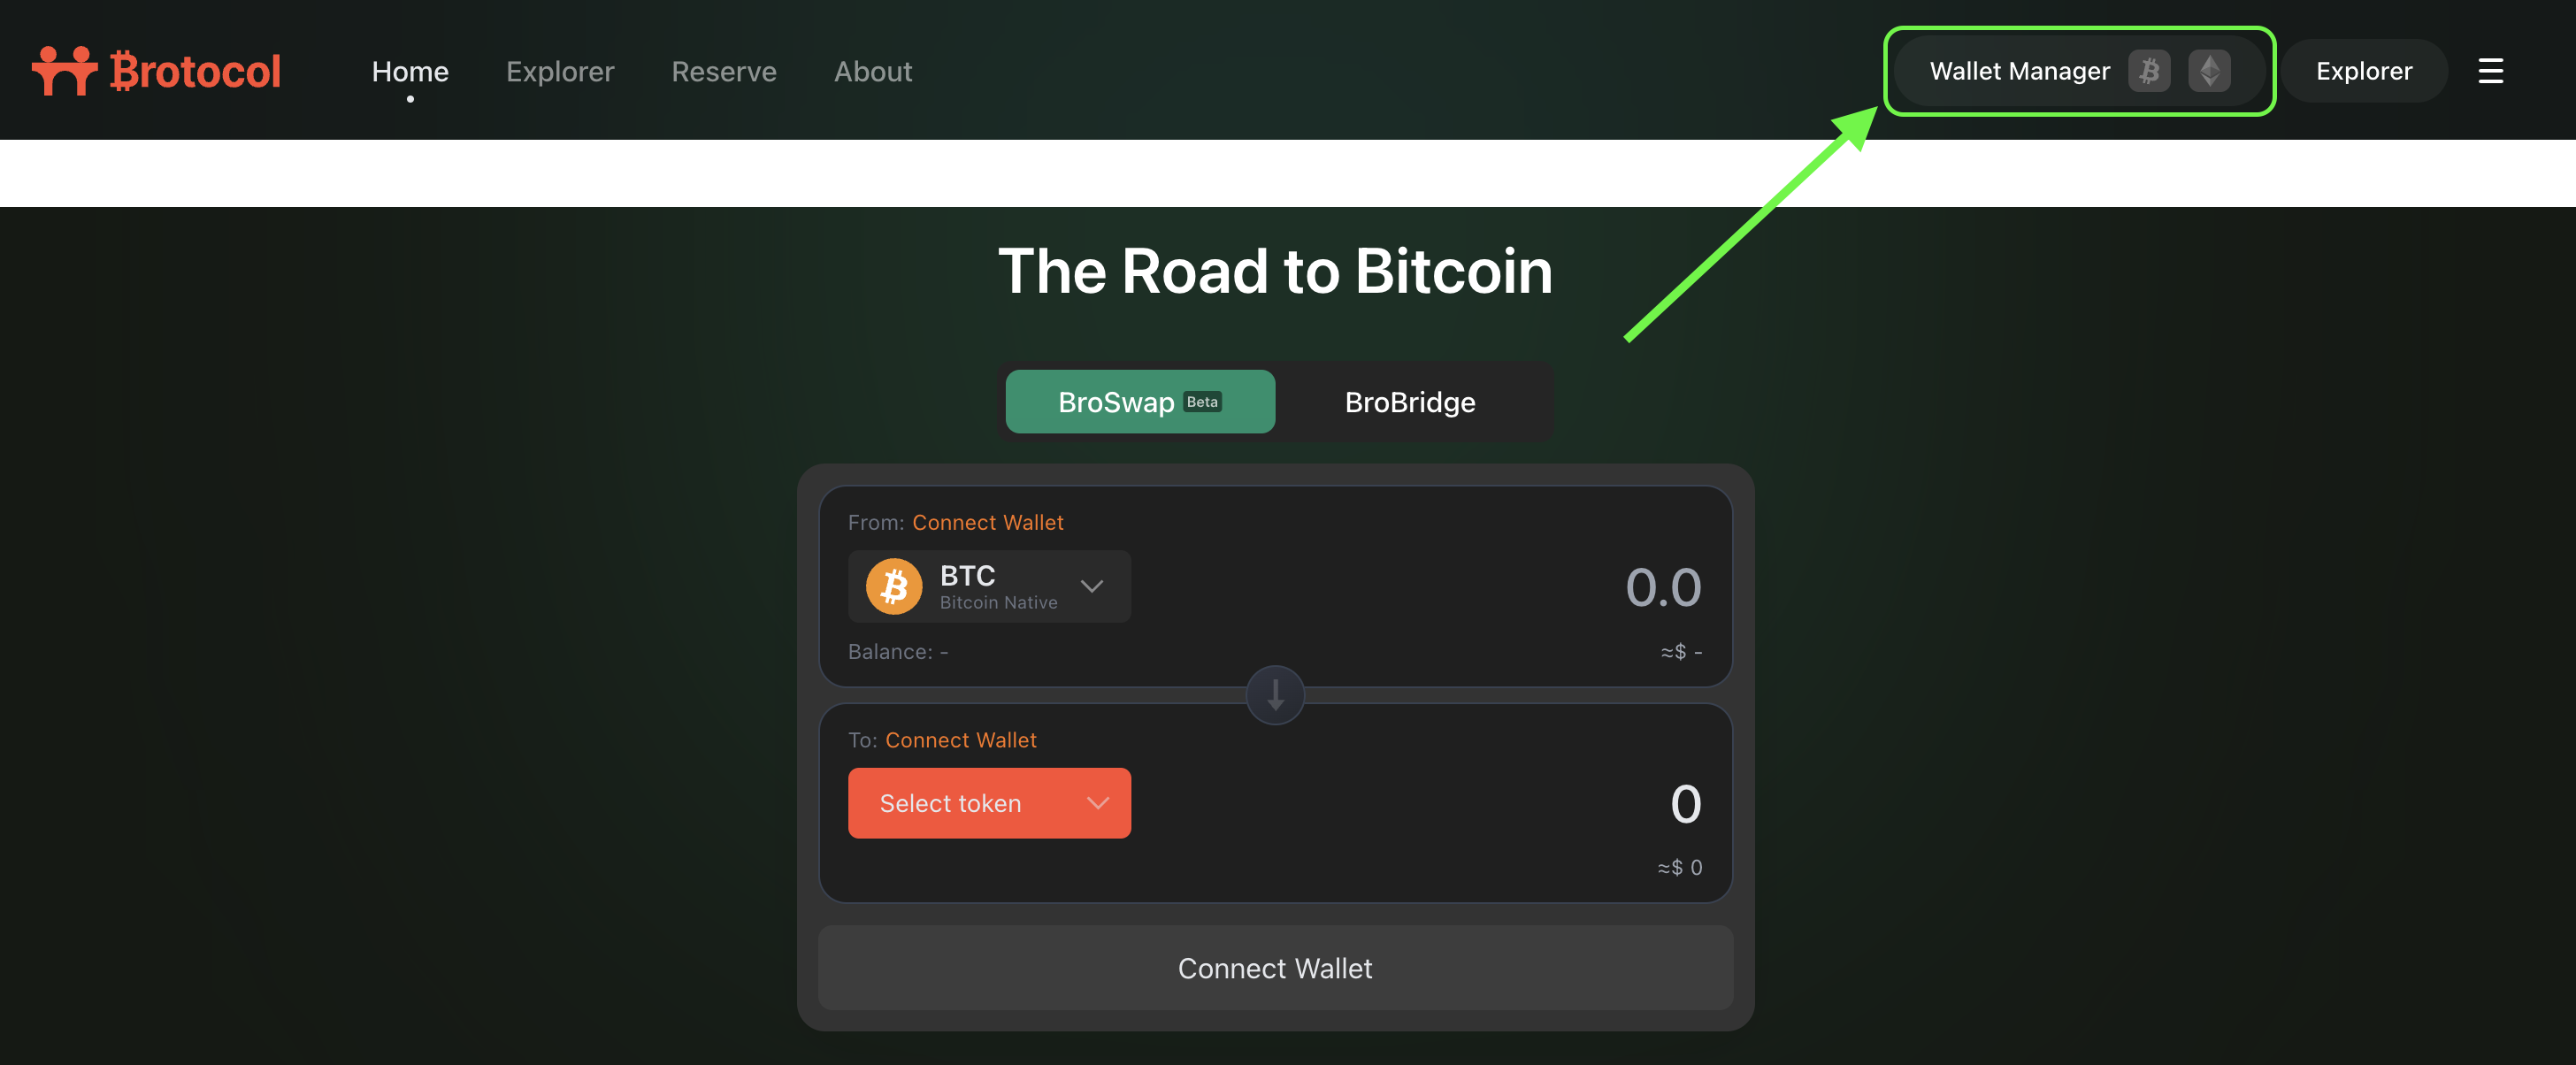 ₿rotocol
Home Explorer Reserve About
Wallet Manager
Explorer
The Road to Bitcoin
BroSwap Beta
BroBridge
From: Connect Wallet
BTC
Bitcoin Native
0.0
Balance: -
≈$ -
To: Connect Wallet
Select token
0
≈$ 0
Connect Wallet